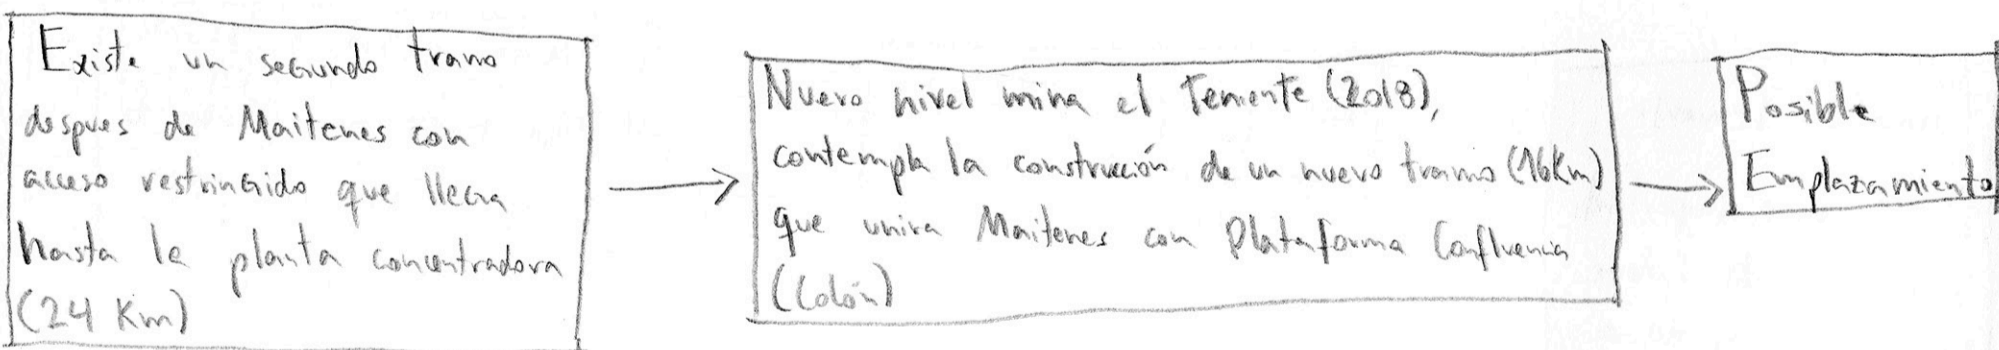 Existe un segundo tramo
despues de Maitenes con
acceso restringido que llega
hasta la planta concentradora
(24 Km)
Nuevo nivel mina el Teniente (2018),
contempla la construcción de un nuevo tramo (16Km)
que unira Maitenes con Plataforma Confluencia
(Colón)
Posible
Emplazamiento